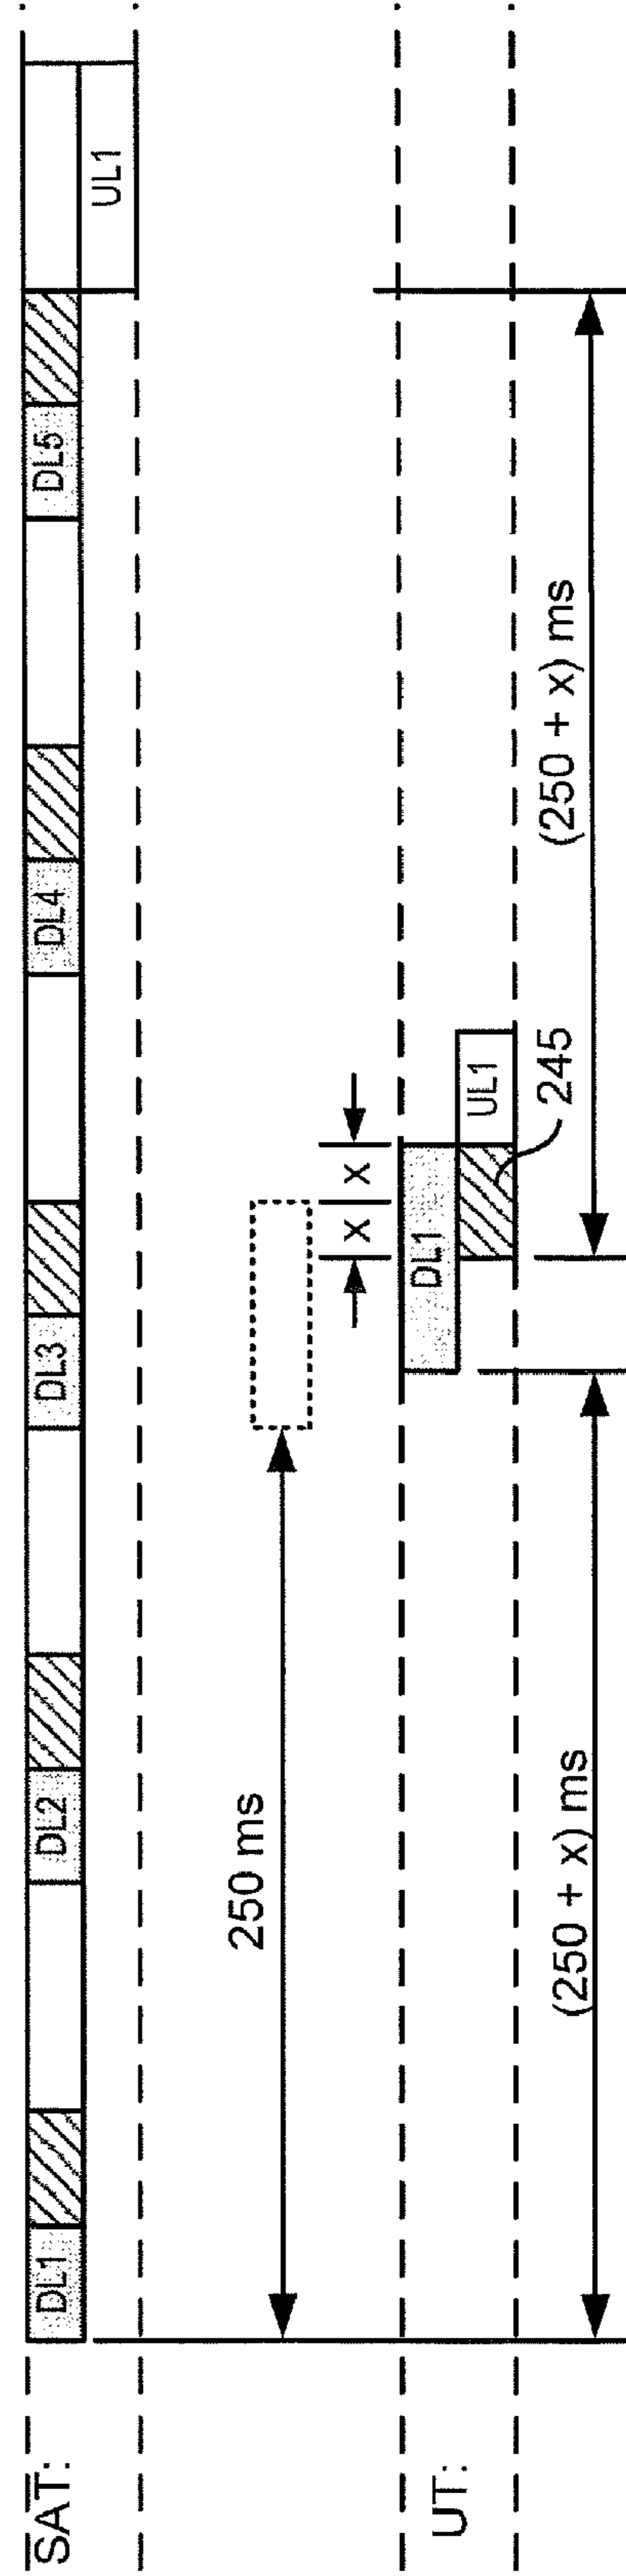 SAT:
DL1
DL2
DL3
DL4
DL5
UL1
250 ms
X
X
UT:
DL1
UL1
245
(250 + x) ms
(250 + x) ms